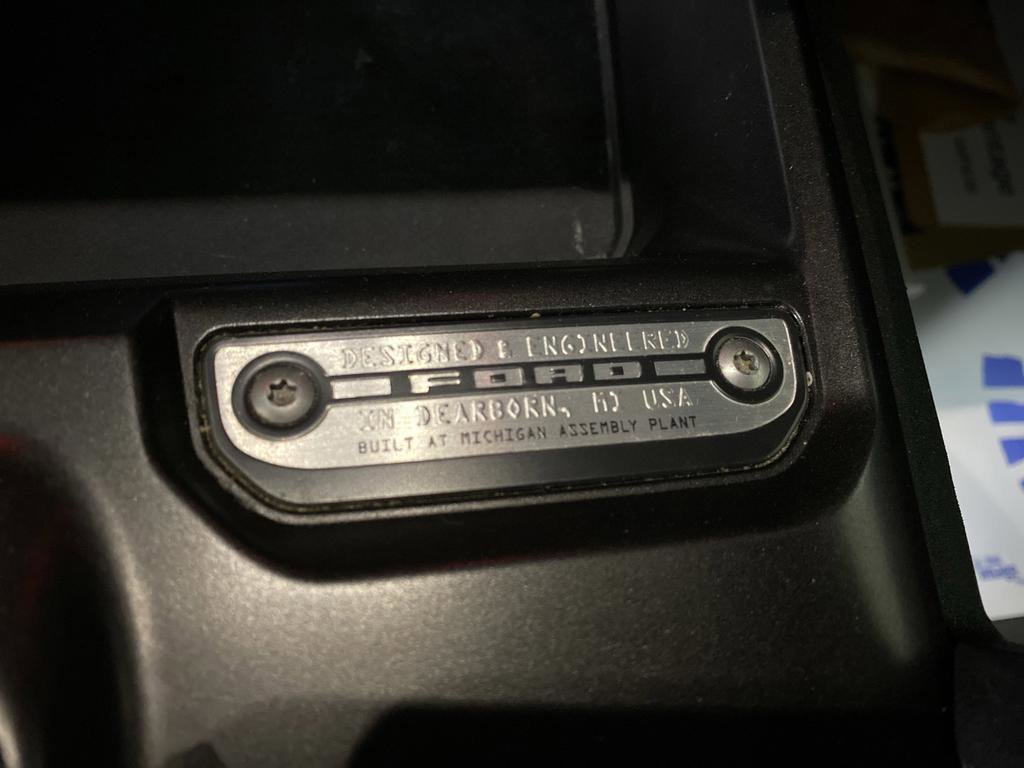 DESIGNED & ENGINEERED
FORD
IN DEARBORN, MI USA
BUILT AT MICHIGAN ASSEMBLY PLANT